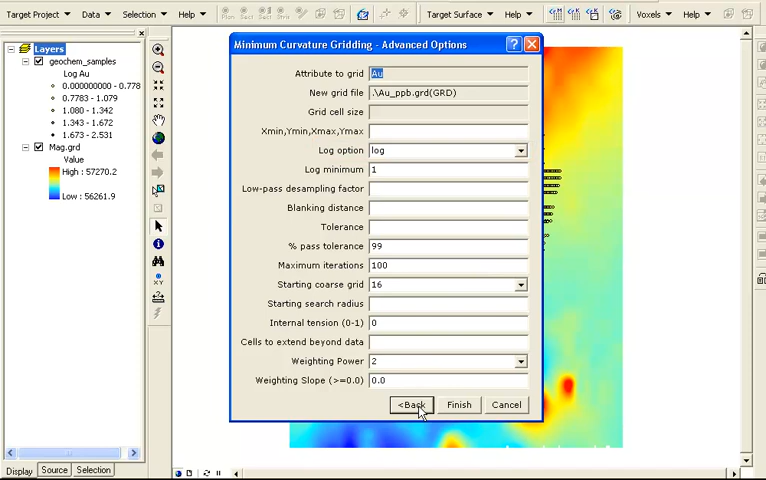 Target Project Data Selection Help Plan Sect Sect Strip Target Surface Help Voxels Help
Layers
geochem_samples
Log Au
0.000000000 - 0.778
0.7783 - 1.079
1.080 - 1.342
1.343 - 1.672
1.673 - 2.531
Mag.grd
Value
High : 57270.2
Low : 56261.9
Display Source Selection
Minimum Curvature Gridding - Advanced Options
Attribute to grid Au
New grid file .\Au_ppb.grd(GRD)
Grid cell size
Xmin,Ymin,Xmax,Ymax
Log option log
Log minimum 1
Low-pass desampling factor
Blanking distance
Tolerance
% pass tolerance 99
Maximum iterations 100
Starting coarse grid 16
Starting search radius
Internal tension (0-1) 0
Cells to extend beyond data
Weighting Power 2
Weighting Slope (>=0.0) 0.0
<Back Finish Cancel